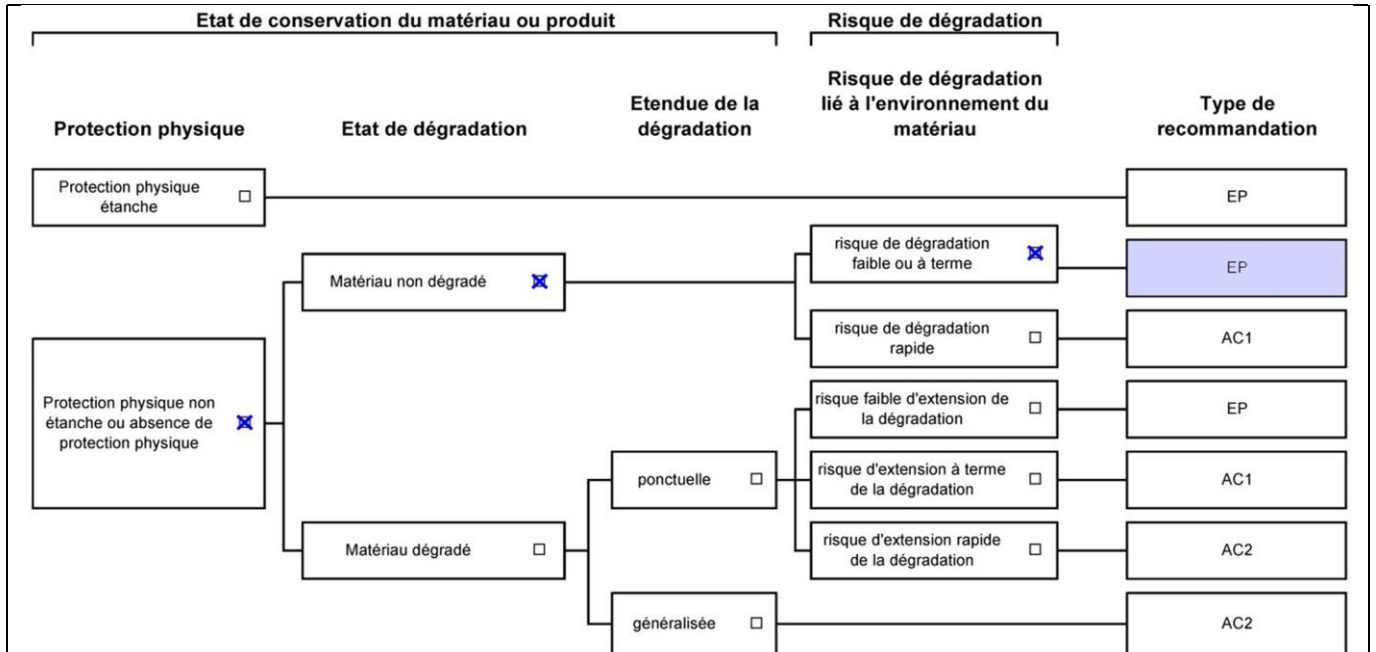 Etat de conservation du matériau ou produit
Risque de dégradation
Protection physique
Etat de dégradation
Etendue de la
dégradation
Risque de dégradation
lié à l'environnement du
matériau
Type de
recommandation
Protection physique
étanche
EP
risque de dégradation
faible ou à terme
EP
Matériau non dégradé
risque de dégradation
rapide
AC1
Protection physique non
étanche ou absence de
protection physique
risque faible d'extension de
la dégradation
EP
ponctuelle
risque d'extension à terme
de la dégradation
AC1
Matériau dégradé
risque d'extension rapide
de la dégradation
AC2
généralisée
AC2